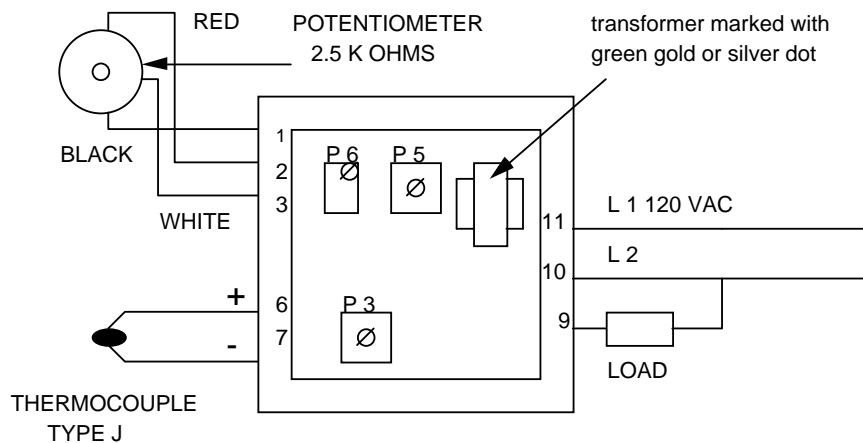 RED
POTENTIOMETER
2.5 K OHMS
transformer marked with
green gold or silver dot
BLACK
WHITE
1
2
3
P 6
P 5
11
L 1 120 VAC
10
L 2
+
6
7
-
P 3
9
LOAD
THERMOCOUPLE
TYPE J